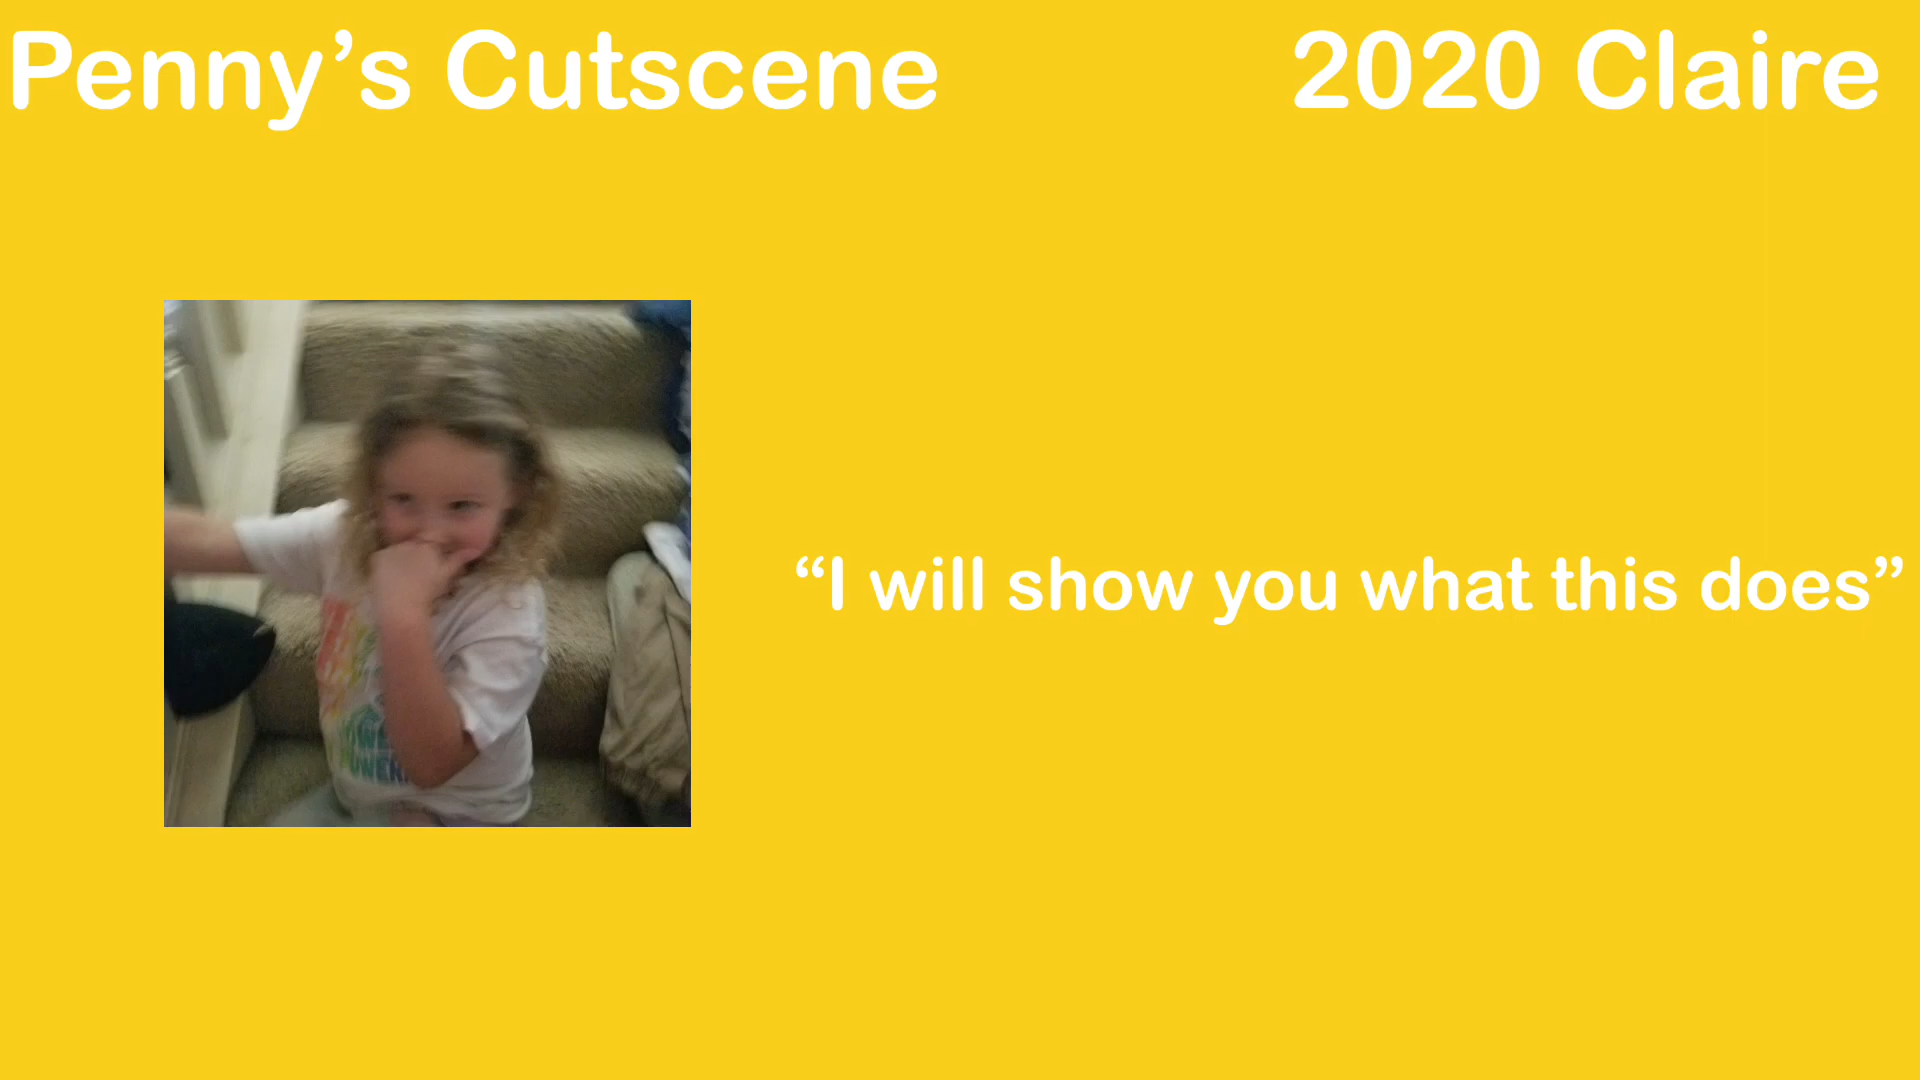 Penny’s Cutscene
2020 Claire
“I will show you what this does”